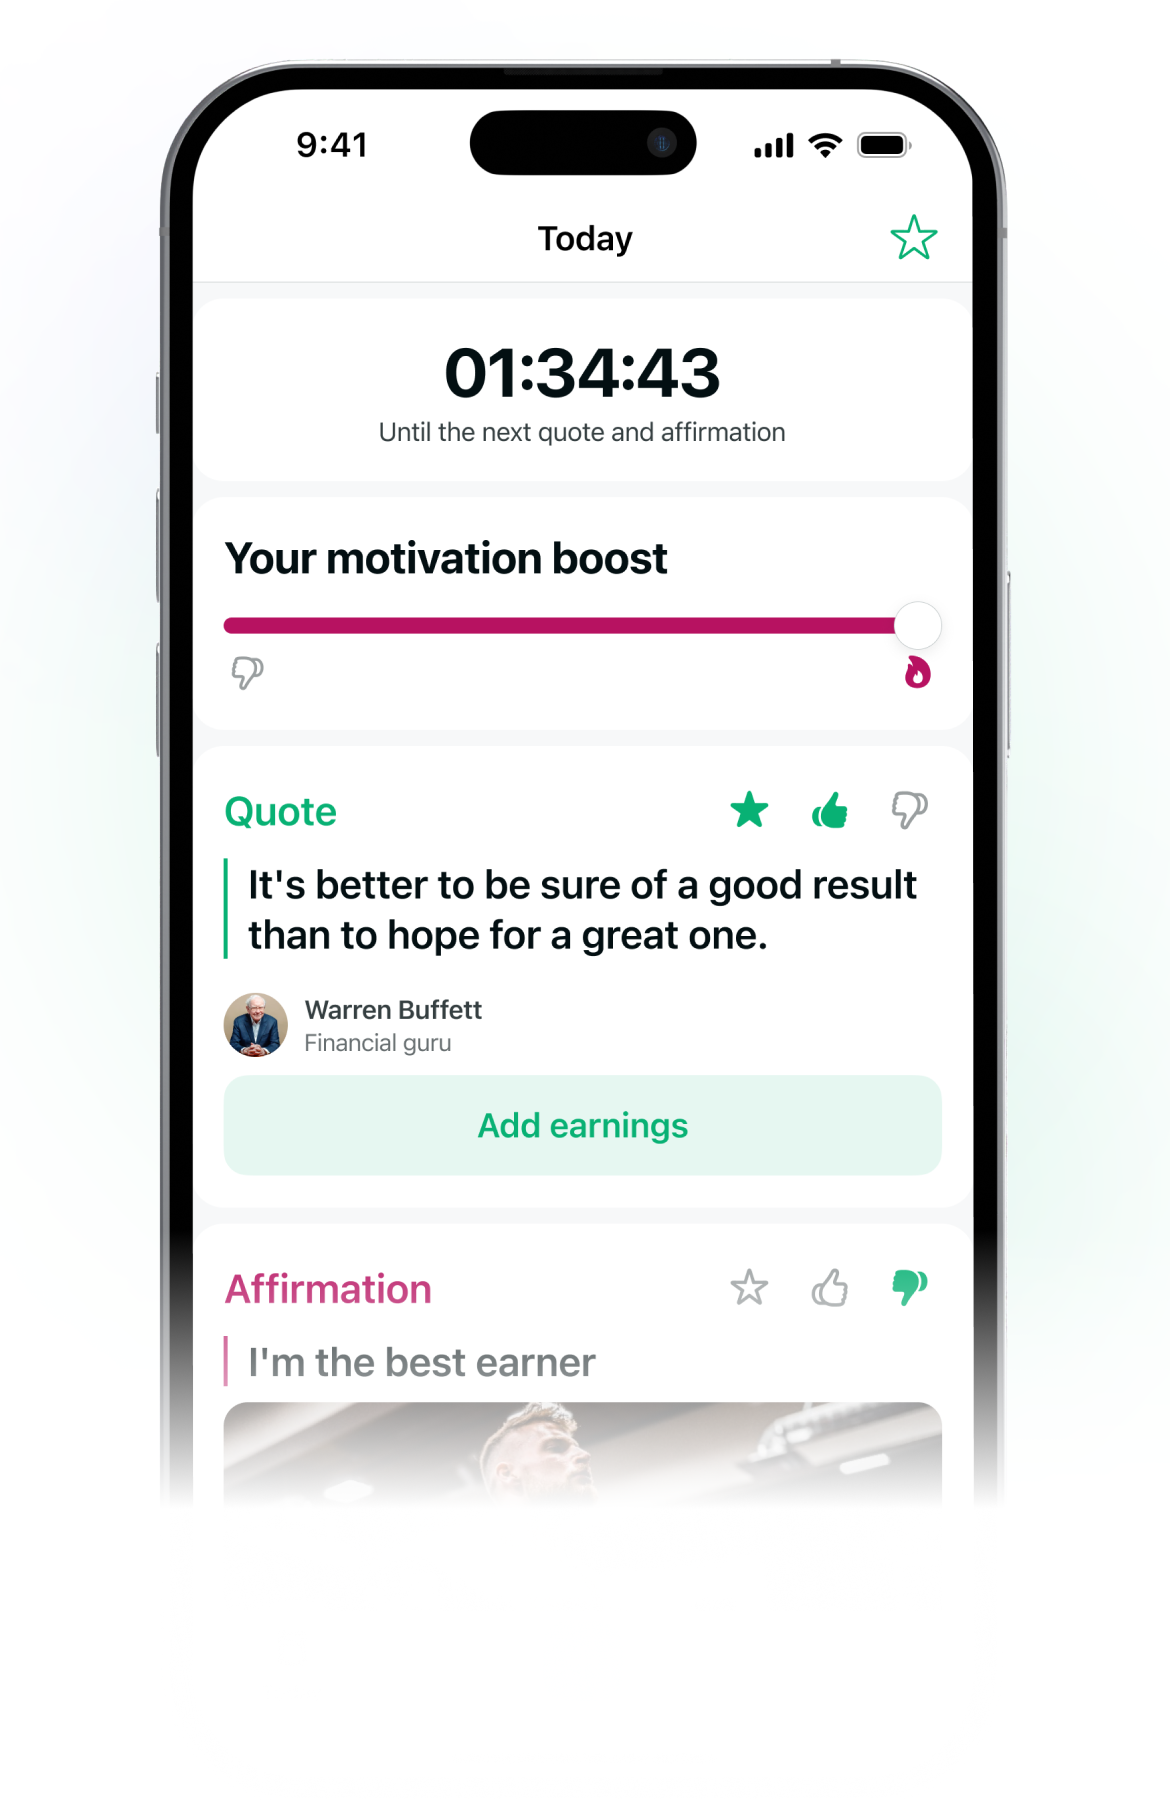 9:41
Today
01:34:43
Until the next quote and affirmation
Your motivation boost
Quote
It's better to be sure of a good result
than to hope for a great one.
Warren Buffett
Financial guru
Add earnings
Affirmation
I'm the best earner